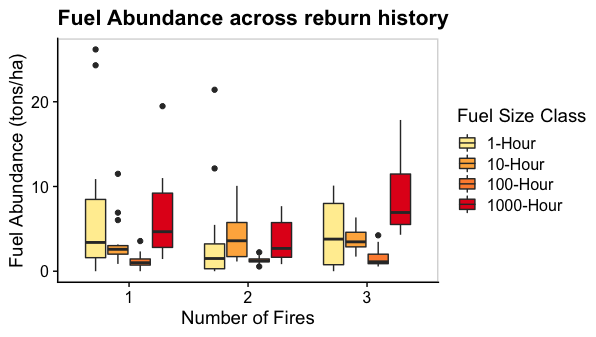 Fuel Abundance across reburn history
Fuel Abundance (tons/ha)
20
10
0
1
2
3
Number of Fires
Fuel Size Class
1-Hour
10-Hour
100-Hour
1000-Hour